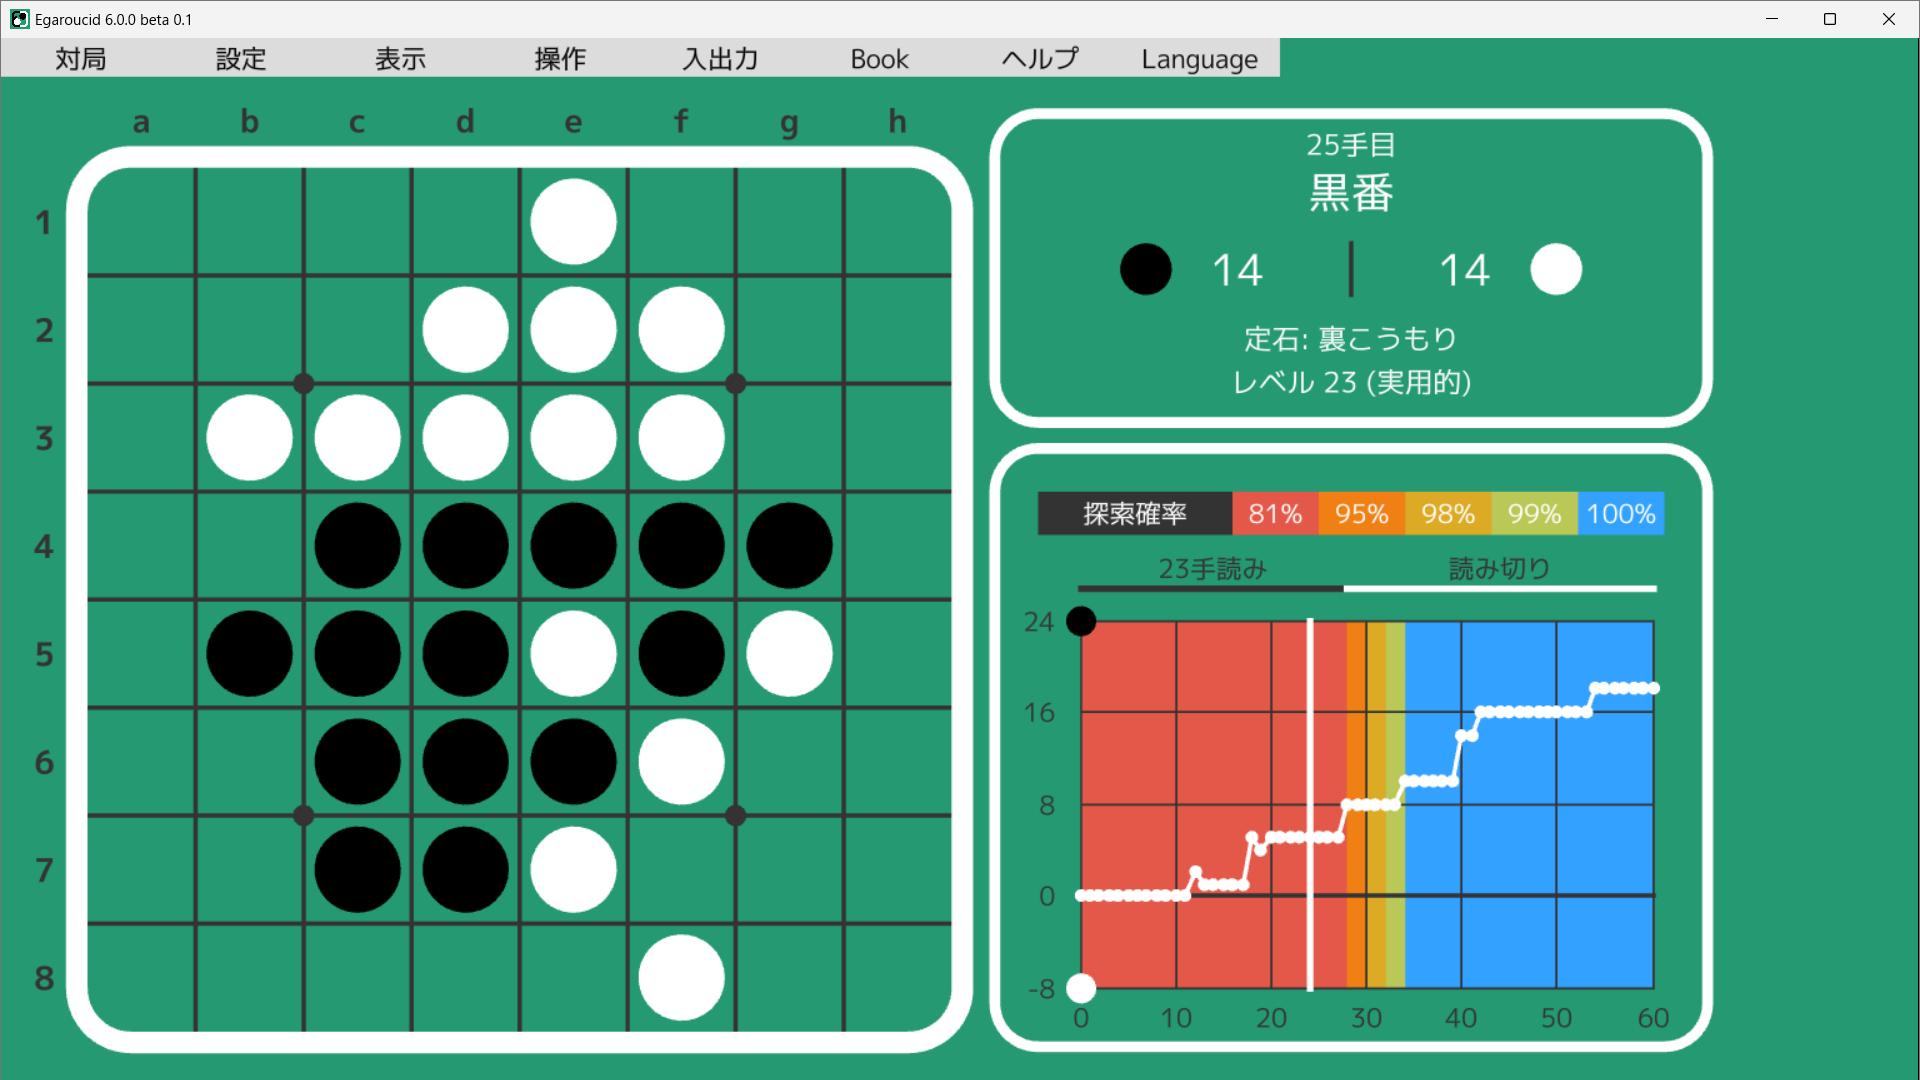 Egaroucid 6.0.0 beta 0.1
対局 設定 表示 操作 入出力 Book ヘルプ Language
a b c d e f g h
1
2
3
4
5
6
7
8
25手目
黒番
14 14
定石: 裏こうもり
レベル 23 (実用的)
探索確率 81% 95% 98% 99% 100%
23手読み 読み切り
24
16
8
0
-8
0 10 20 30 40 50 60